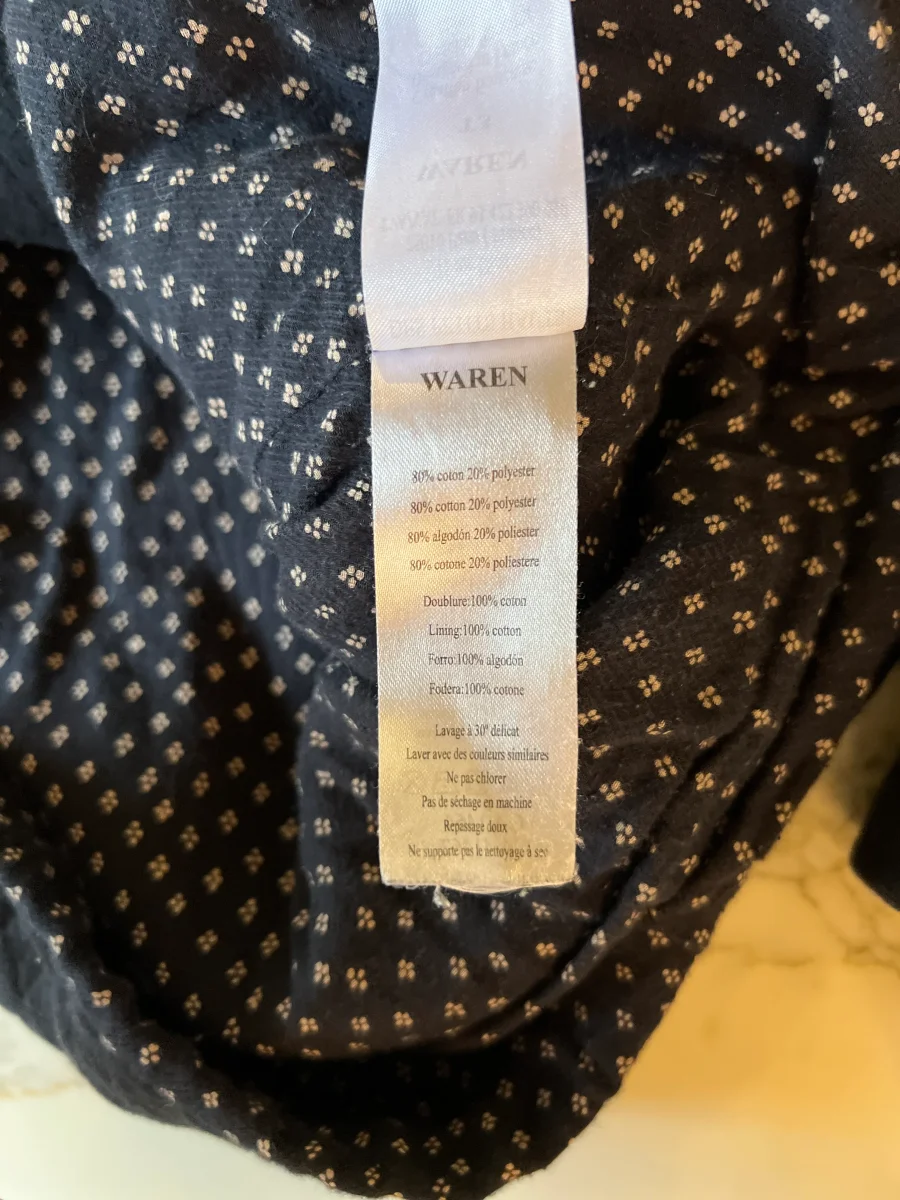 WAREN
80% coton 20% polyester
80% cotton 20% polyester
80% algodón 20% poliester
80% cotone 20% poliestere
Doublure:100% coton
Lining:100% cotton
Forro:100% algodón
Fodera:100% cotone
Lavage à 30° délicat
Laver avec des couleurs similaires
Ne pas chlorer
Pas de séchage en machine
Repassage doux
Ne supporte pas le nettoyage à sec